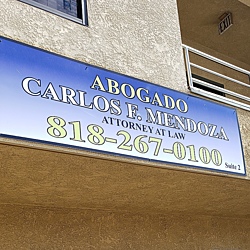 ABOGADO
CARLOS F. MENDOZA
ATTORNEY AT LAW
818-267-0100
Suite 2